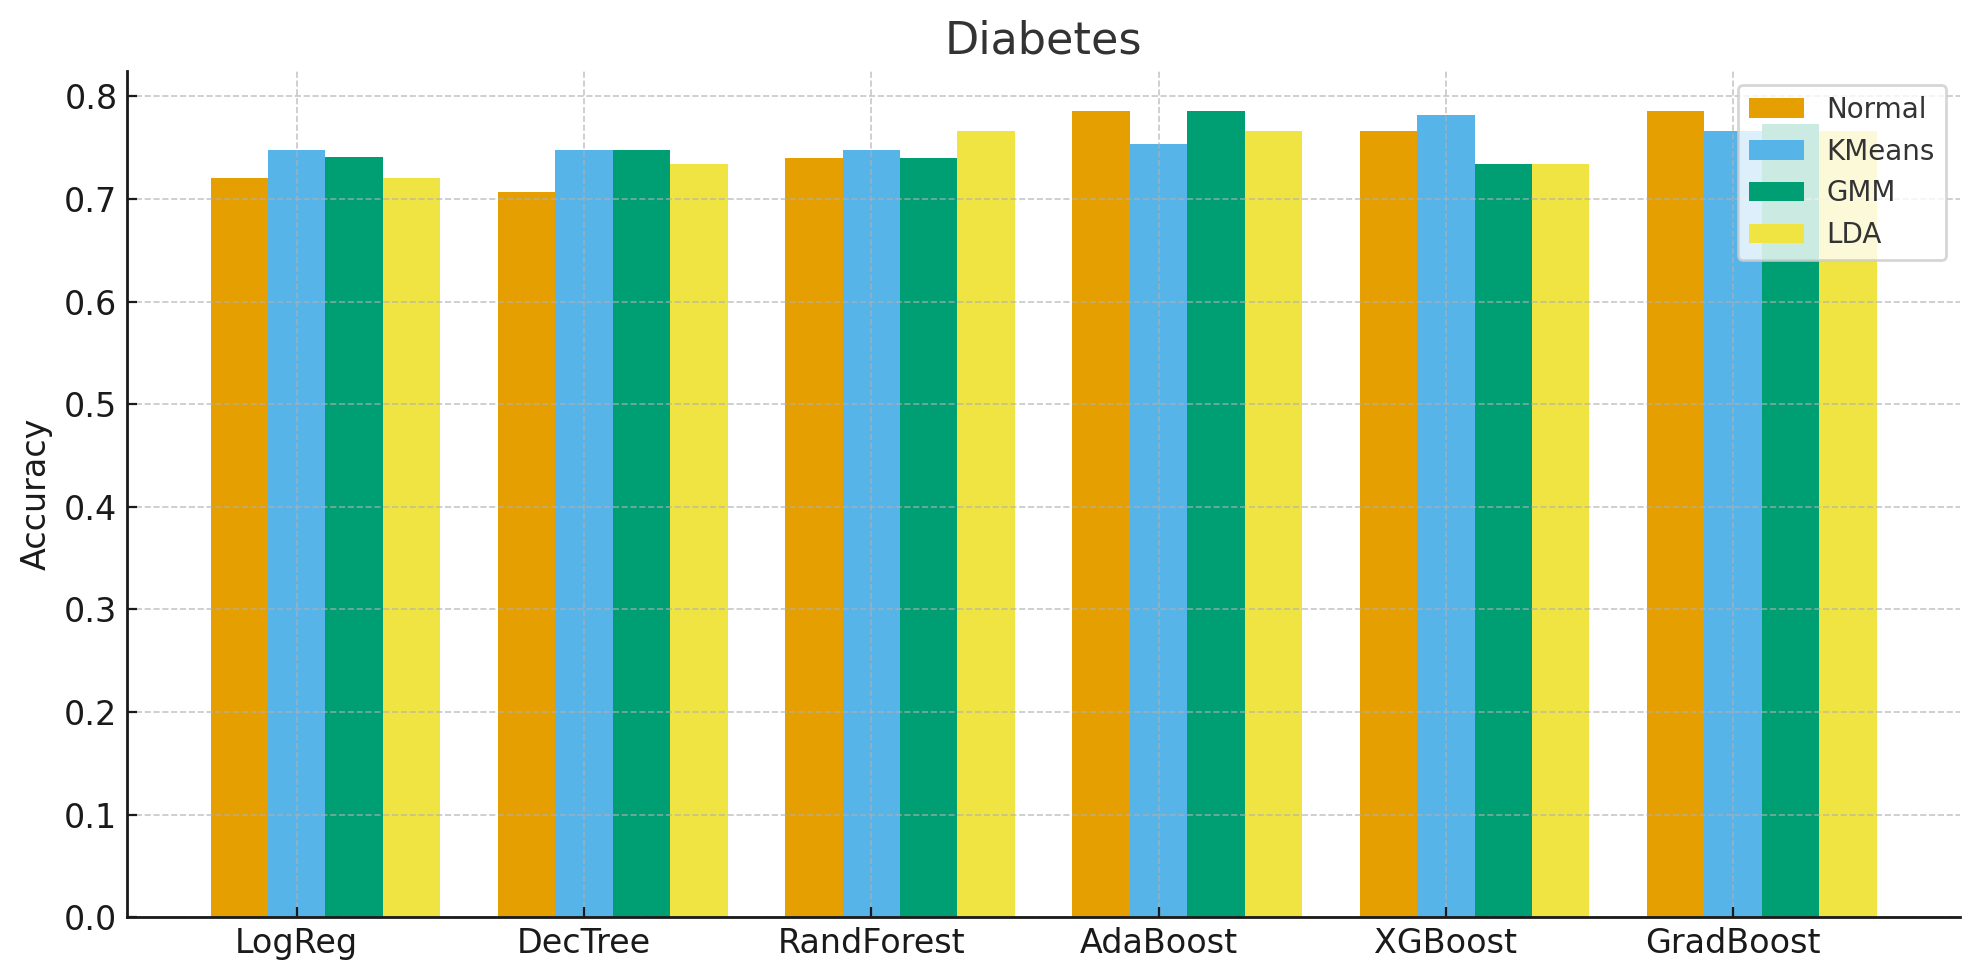 Diabetes
Accuracy
0.8
0.7
0.6
0.5
0.4
0.3
0.2
0.1
0.0
LogReg
DecTree
RandForest
AdaBoost
XGBoost
GradBoost
Normal
KMeans
GMM
LDA